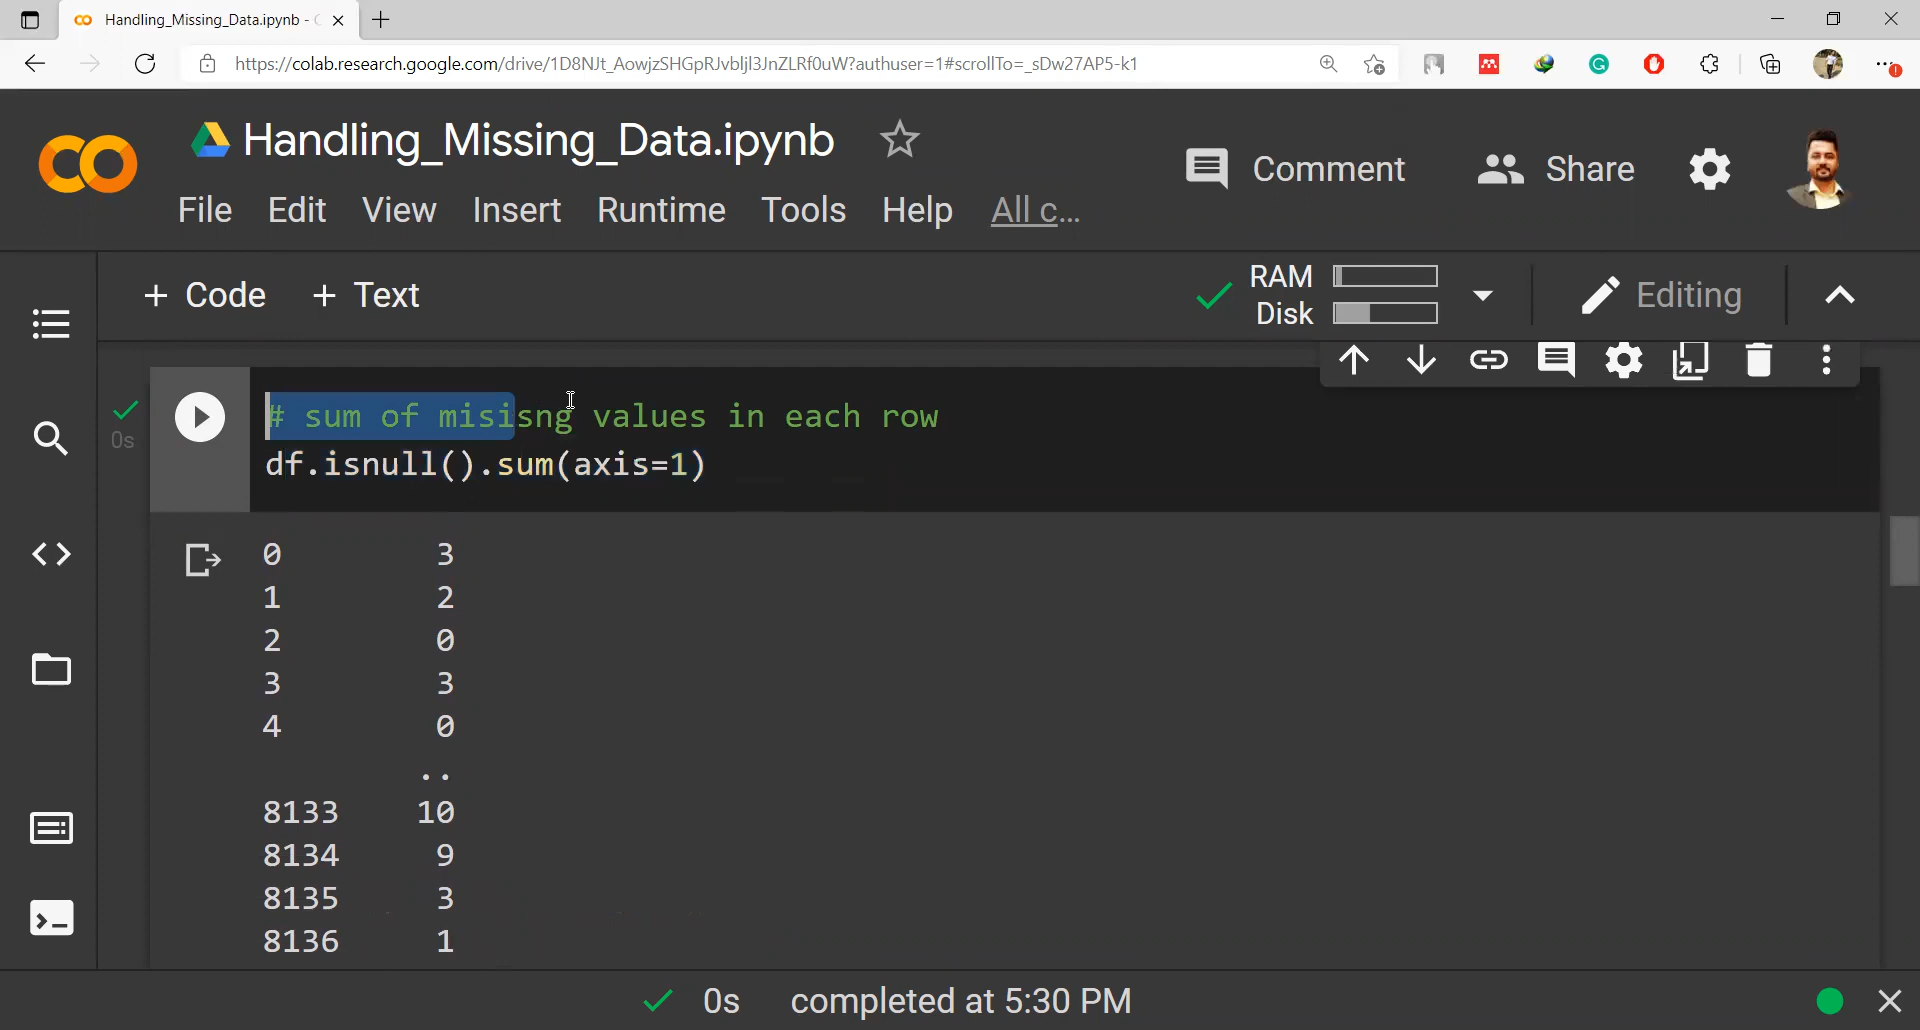 Handling_Missing_Data.ipynb - C
https://colab.research.google.com/drive/1D8NJt_AowjzSHGpRJvbljl3JnZLRf0uW?authuser=1#scrollTo=_sDw27AP5-k1
Handling_Missing_Data.ipynb
Comment
Share
File Edit View Insert Runtime Tools Help All c...
+ Code + Text
RAM
Disk
Editing
# sum of misisng values in each row
df.isnull().sum(axis=1)
0s
0 3
1 2
2 0
3 3
4 0
..
8133 10
8134 9
8135 3
8136 1
0s completed at 5:30 PM